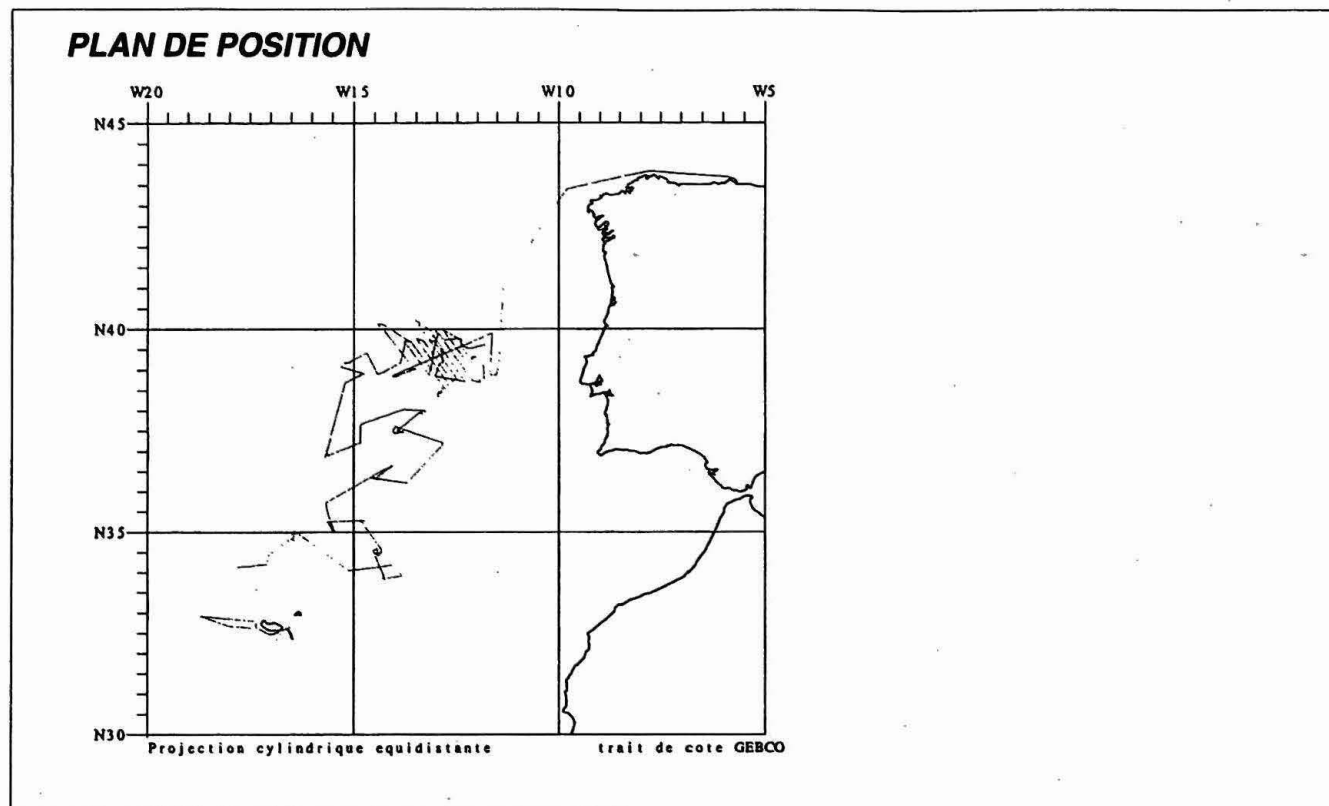 PLAN DE POSITION
W20 W15 W10 W5
N45
N40
N35
N30
Projection cylindrique equidistante trait de cote GEBCO